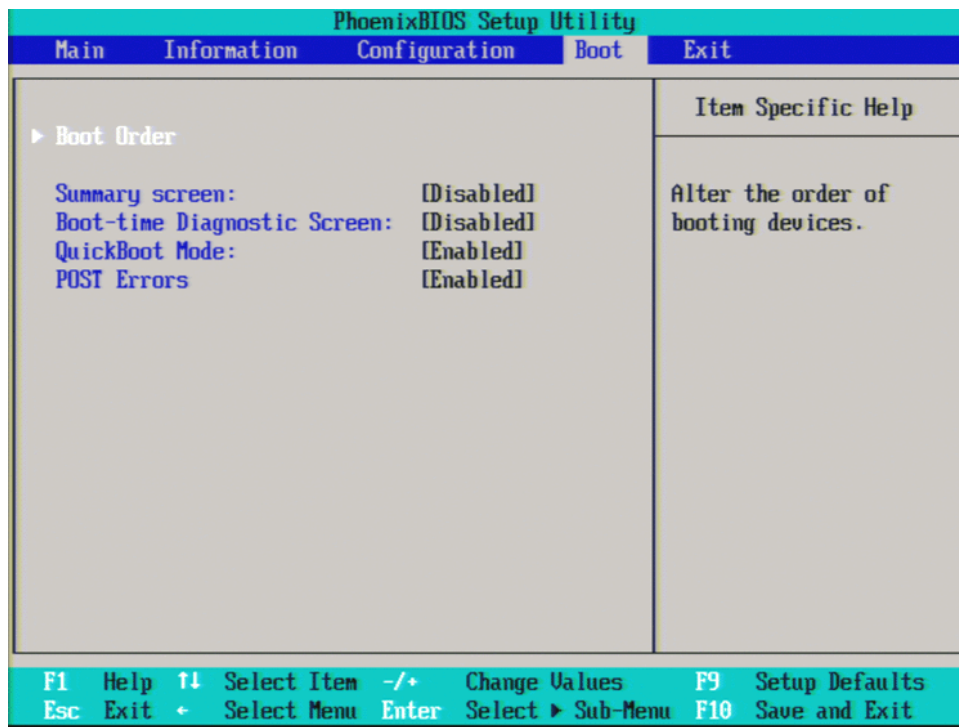 PhoenixBIOS Setup Utility
Main Information Configuration Boot Exit
Item Specific Help
▶ Boot Order
Summary screen: [Disabled]
Boot-time Diagnostic Screen: [Disabled]
QuickBoot Mode: [Enabled]
POST Errors [Enabled]
Alter the order of
booting devices.
F1 Help ↑↓ Select Item -/+ Change Values F9 Setup Defaults
Esc Exit ← Select Menu Enter Select ▶ Sub-Menu F10 Save and Exit